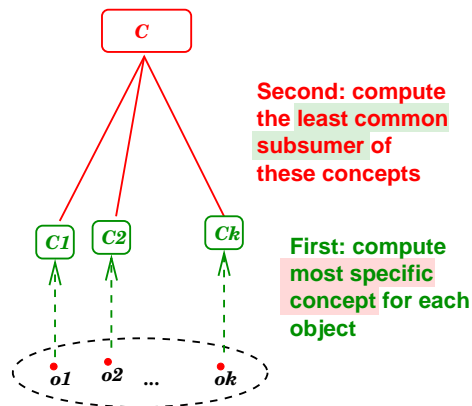 C
Second: compute
the least common
subsumer of
these concepts
C1 C2 Ck
First: compute
most specific
concept for each
object
o1 o2 ... ok